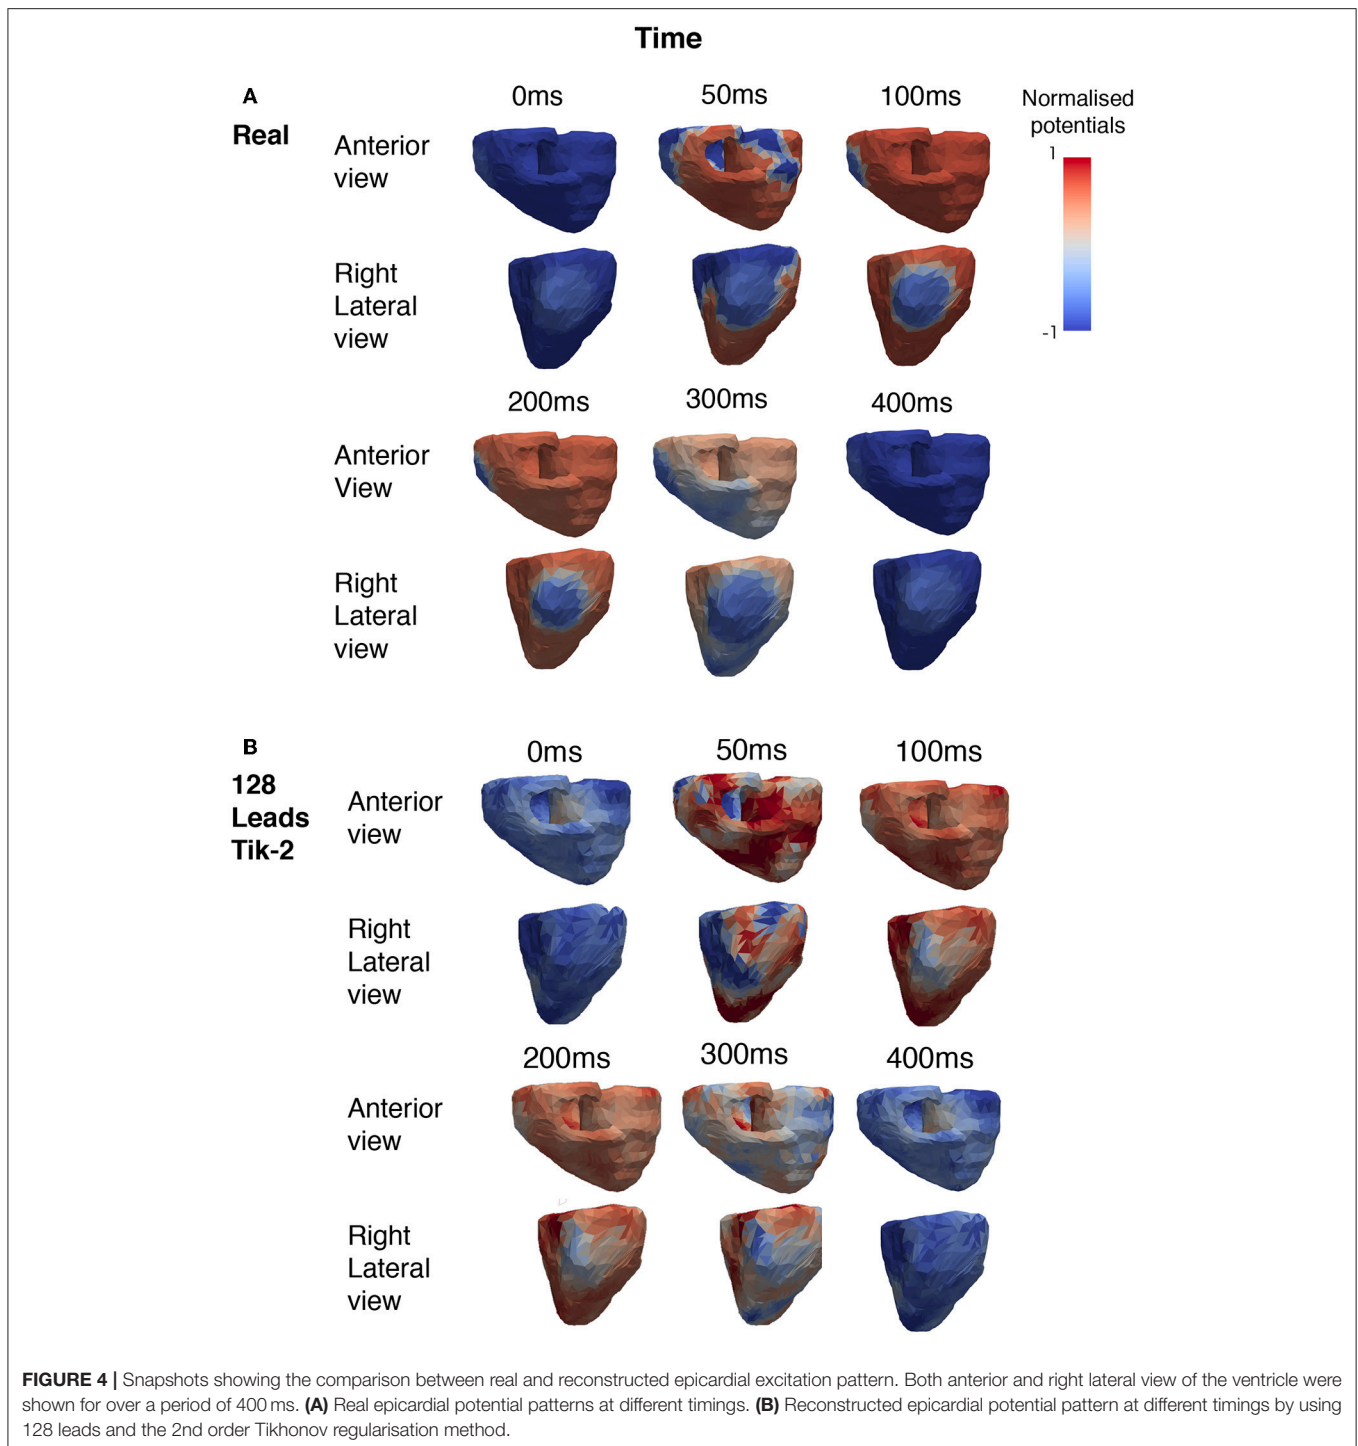 Time
A
Real
0ms
50ms
100ms
Normalised
potentials
1
-1
Anterior
view
Right
Lateral
view
200ms
300ms
400ms
Anterior
View
Right
Lateral
view
B
128
Leads
Tik-2
0ms
50ms
100ms
Anterior
view
Right
Lateral
view
200ms
300ms
400ms
Anterior
view
Right
Lateral
view
FIGURE 4 | Snapshots showing the comparison between real and reconstructed epicardial excitation pattern. Both anterior and right lateral view of the ventricle were
shown for over a period of 400 ms. (A) Real epicardial potential patterns at different timings. (B) Reconstructed epicardial potential pattern at different timings by using
128 leads and the 2nd order Tikhonov regularisation method.